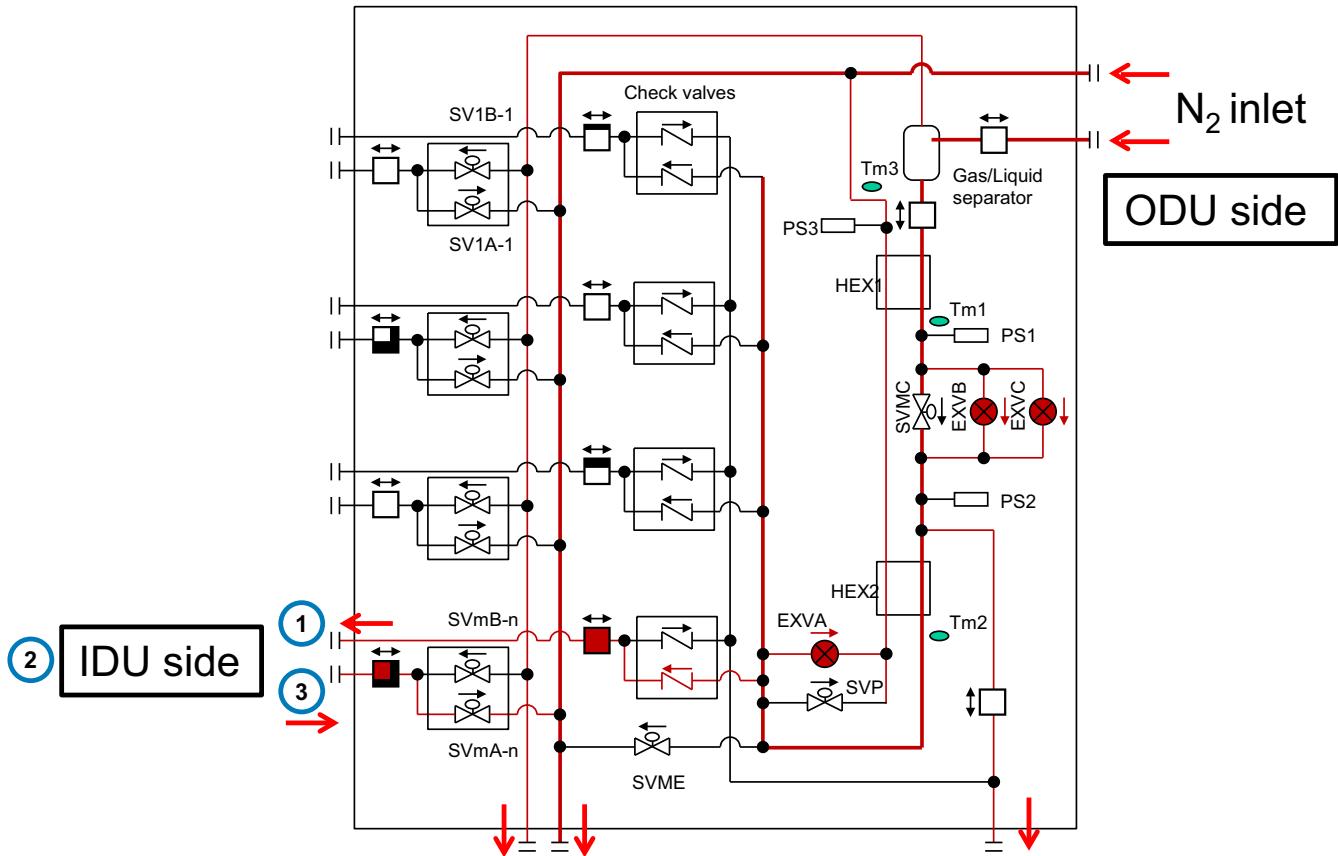 Check valves
SV1B-1
N₂ inlet
Tm3
Gas/Liquid
separator
ODU side
PS3
SV1A-1
HEX1
Tm1
PS1
SVMC
EXVB
EXVC
PS2
HEX2
1
SVmB-n
EXVA
Tm2
2
IDU side
3
SVP
SVmA-n
SVME